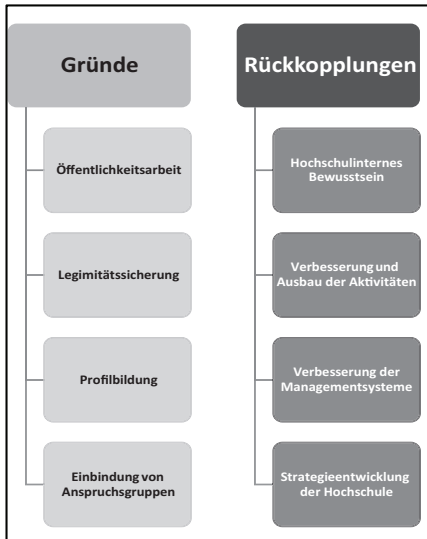 Gründe
Öffentlichkeitsarbeit
Legimitätssicherung
Profilbildung
Einbindung von
Anspruchsgruppen
Rückkopplungen
Hochschulinternes
Bewusstsein
Verbesserung und
Ausbau der Aktivitäten
Verbesserung der
Managementsysteme
Strategieentwicklung
der Hochschule